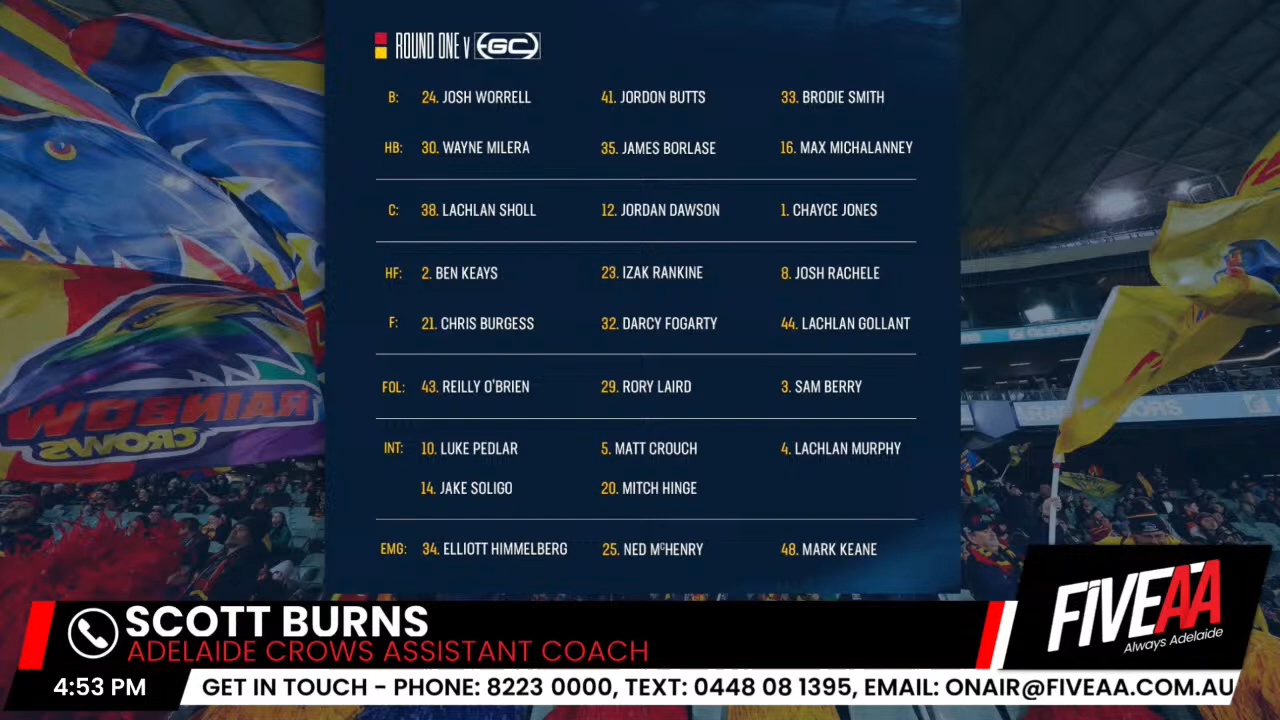 ROUND ONE V GC
B: 24. JOSH WORRELL 41. JORDON BUTTS 33. BRODIE SMITH
HB: 30. WAYNE MILERA 35. JAMES BORLASE 16. MAX MICHALANNEY
C: 38. LACHLAN SHOLL 12. JORDAN DAWSON 1. CHAYCE JONES
HF: 2. BEN KEAYS 23. IZAK RANKINE 8. JOSH RACHELE
F: 21. CHRIS BURGESS 32. DARCY FOGARTY 44. LACHLAN GOLLANT
FOL: 43. REILLY O'BRIEN 29. RORY LAIRD 3. SAM BERRY
INT: 10. LUKE PEDLAR 5. MATT CROUCH 4. LACHLAN MURPHY
14. JAKE SOLIGO 20. MITCH HINGE
EMG: 34. ELLIOTT HIMMELBERG 25. NED McHENRY 48. MARK KEANE
RAINBOW
CROWS
SCOTT BURNS
ADELAIDE CROWS ASSISTANT COACH
FIVEAA
Always Adelaide
4:53 PM
GET IN TOUCH - PHONE: 8223 0000, TEXT: 0448 08 1395, EMAIL: ONAIR@FIVEAA.COM.AU